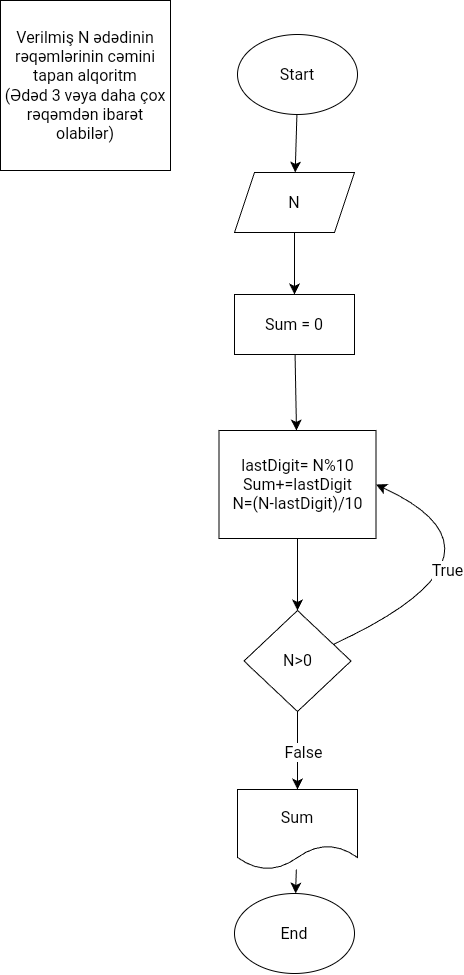 Verilmiş N ədədinin
rəqəmlərinin cəmini
tapan alqoritm
(Ədəd 3 vəya daha çox
rəqəmdən ibarət
olabilər)
Start
N
Sum = 0
lastDigit= N%10
Sum+=lastDigit
N=(N-lastDigit)/10
True
N>0
False
Sum
End